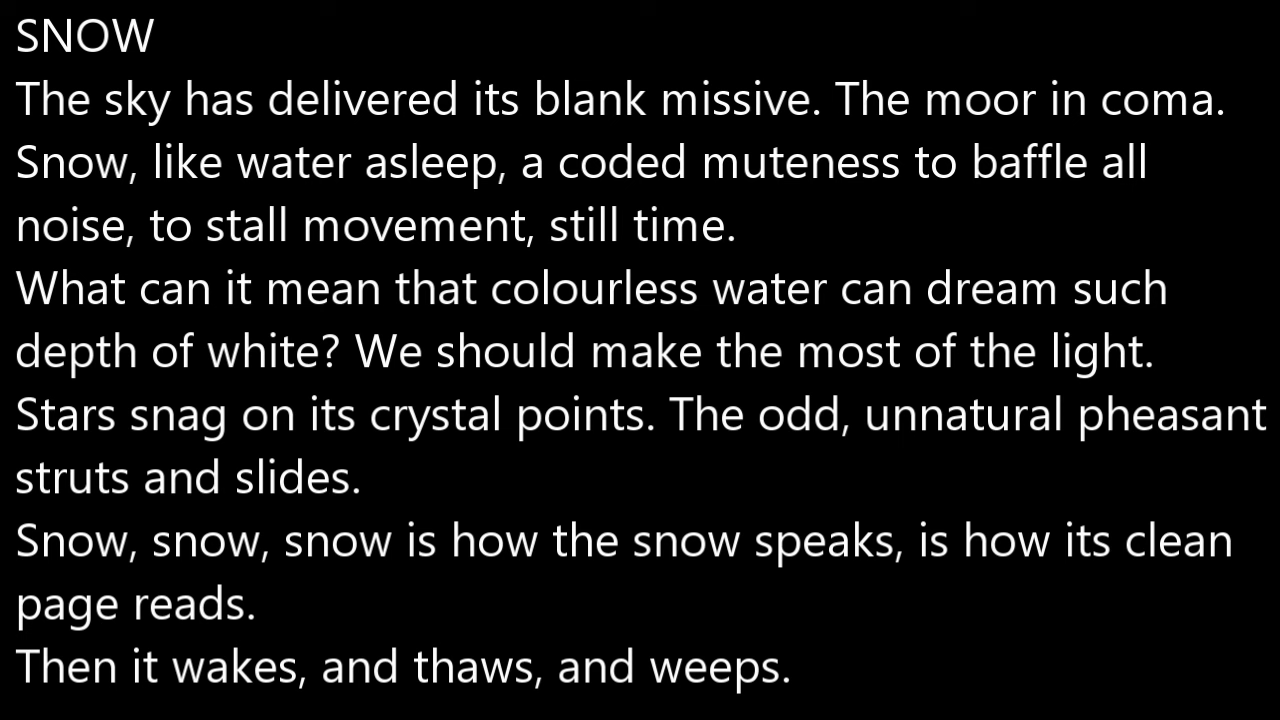 SNOW
The sky has delivered its blank missive. The moor in coma.
Snow, like water asleep, a coded muteness to baffle all
noise, to stall movement, still time.
What can it mean that colourless water can dream such
depth of white? We should make the most of the light.
Stars snag on its crystal points. The odd, unnatural pheasant
struts and slides.
Snow, snow, snow is how the snow speaks, is how its clean
page reads.
Then it wakes, and thaws, and weeps.